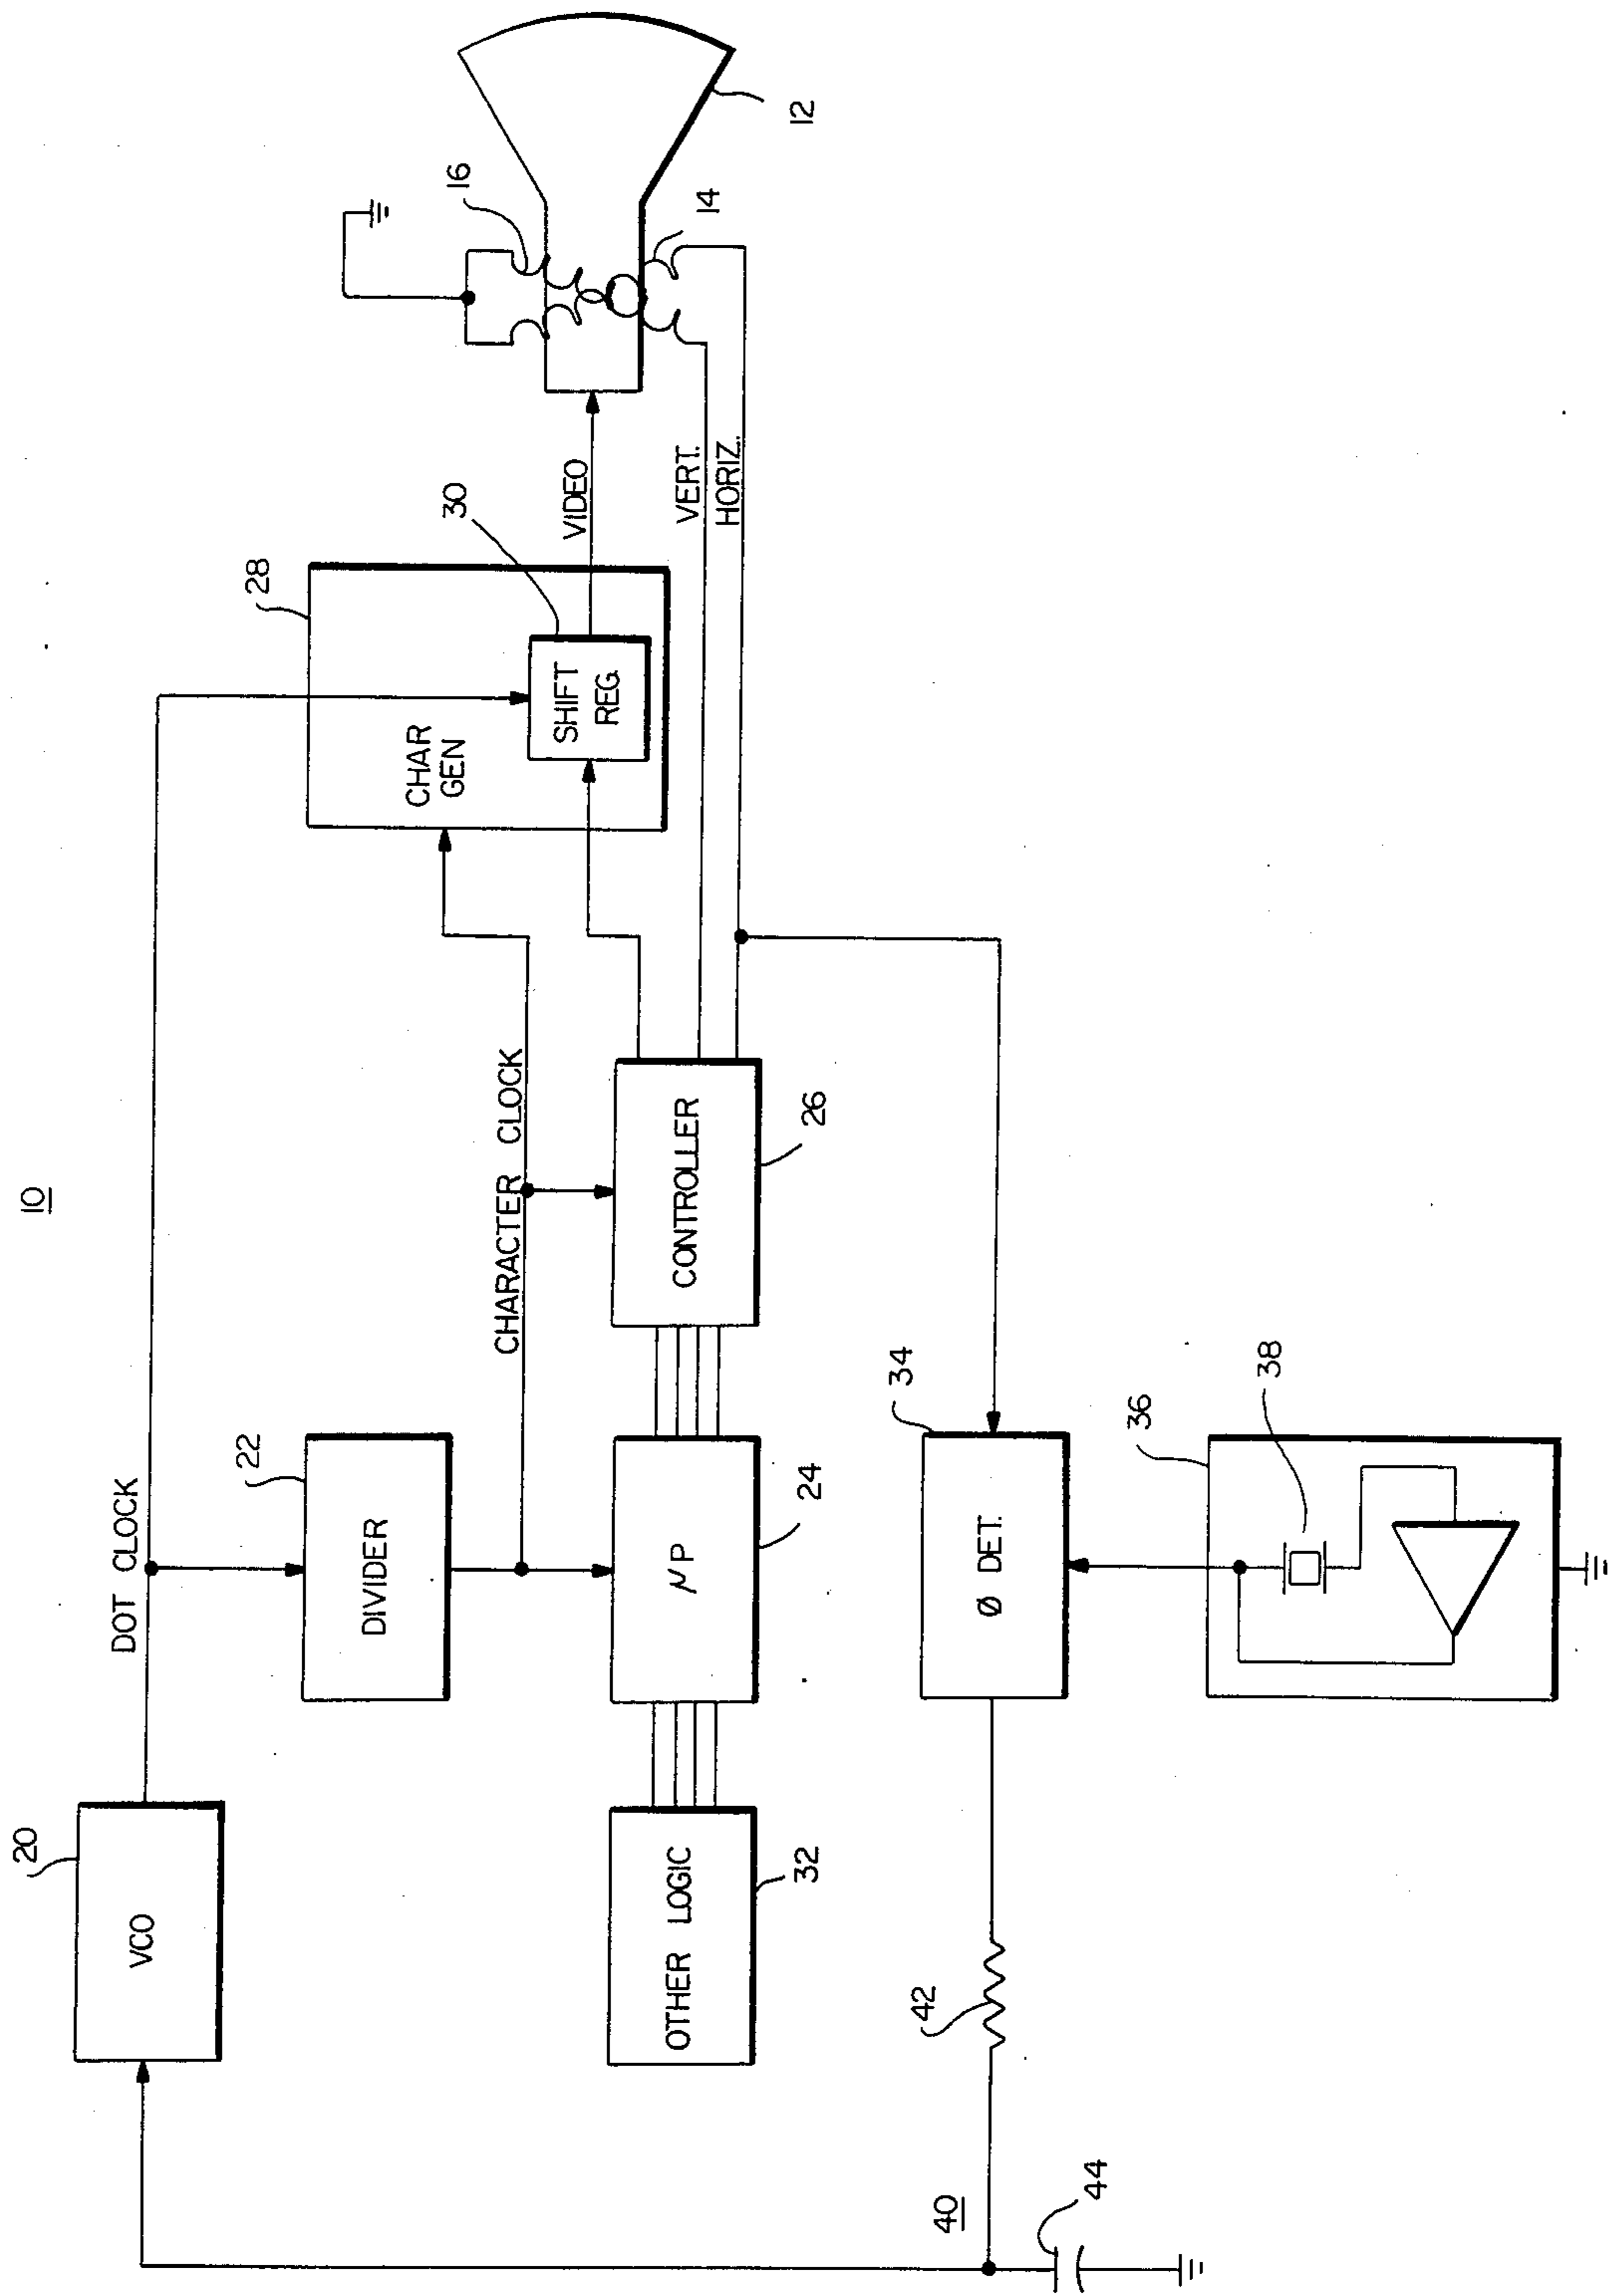 10
20
VCO
DOT CLOCK
22
DIVIDER
CHARACTER CLOCK
28
CHAR
GEN
30
SHIFT
REG.
VIDEO
16
14
12
VERT.
HORIZ.
OTHER LOGIC
32
μP
24
CONTROLLER
26
34
Ø DET.
36
38
40
42
44